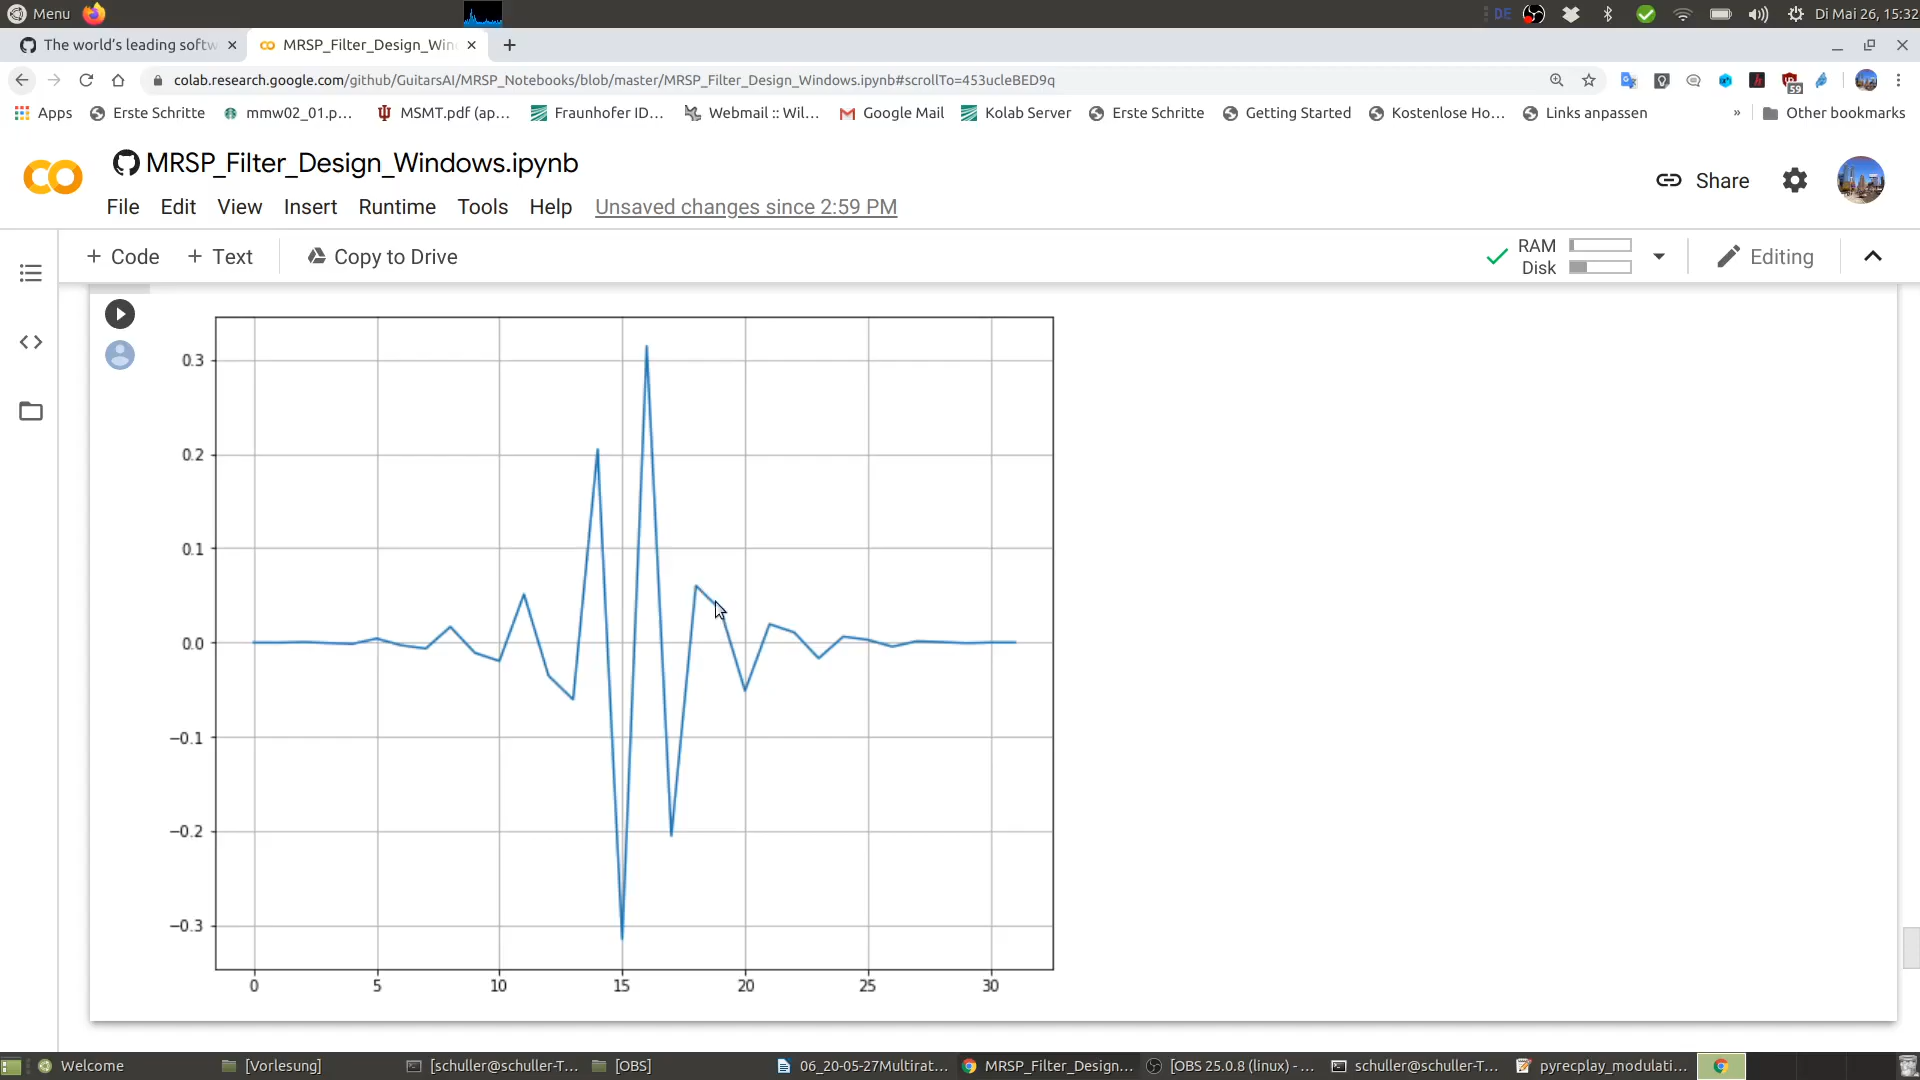 Menu
DE
Di Mai 26, 15:32
The world's leading softw
MRSP_Filter_Design_Win
colab.research.google.com/github/GuitarsAI/MRSP_Notebooks/blob/master/MRSP_Filter_Design_Windows.ipynb#scrollTo=453ucleBED9q
59
Apps
Erste Schritte
mmw02_01.p...
MSMT.pdf (ap...
Fraunhofer ID...
Webmail :: Wil...
Google Mail
Kolab Server
Erste Schritte
Getting Started
Kostenlose Ho...
Links anpassen
»
Other bookmarks
MRSP_Filter_Design_Windows.ipynb
Share
File Edit View Insert Runtime Tools Help Unsaved changes since 2:59 PM
+ Code + Text Copy to Drive
RAM
Disk
Editing
0.3
0.2
0.1
0.0
−0.1
−0.2
−0.3
0 5 10 15 20 25 30
Welcome
[Vorlesung]
[schuller@schuller-T...
[OBS]
06_20-05-27Multirat...
MRSP_Filter_Design...
[OBS 25.0.8 (linux) - ...
schuller@schuller-T...
pyrecplay_modulati...